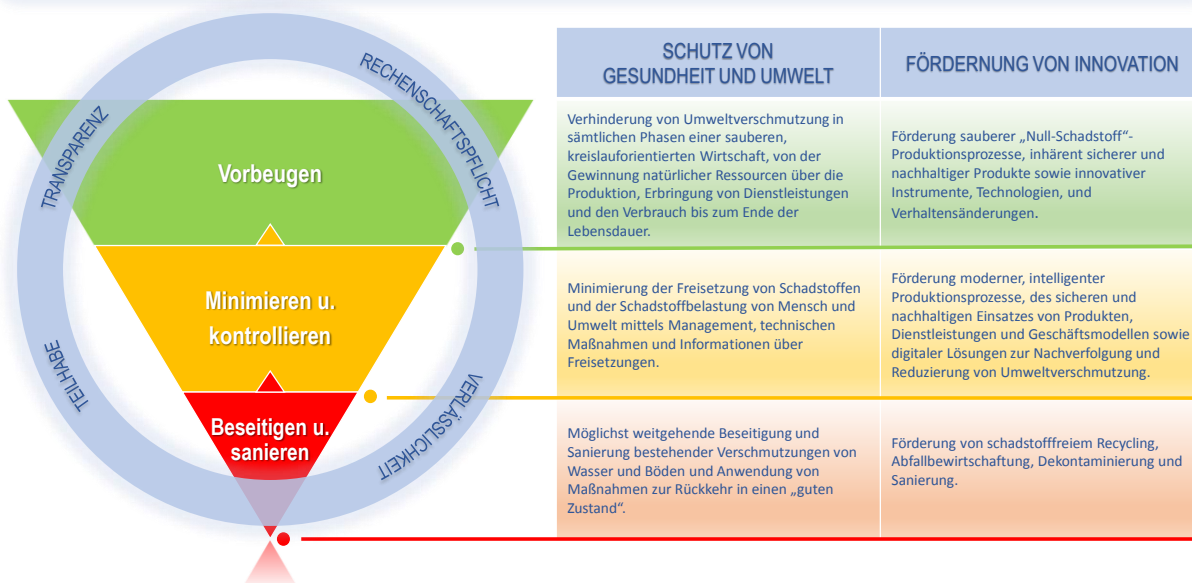 TRANSPARENZ
RECHENSCHAFTSPFLICHT
TEILHABE
VERLÄSSLICHKEIT
Vorbeugen
Minimieren u.
kontrollieren
Beseitigen u.
sanieren
SCHUTZ VON
GESUNDHEIT UND UMWELT
FÖRDERNUNG VON INNOVATION
Verhinderung von Umweltverschmutzung in
sämtlichen Phasen einer sauberen,
kreislauforientierten Wirtschaft, von der
Gewinnung natürlicher Ressourcen über die
Produktion, Erbringung von Dienstleistungen
und den Verbrauch bis zum Ende der
Lebensdauer.
Förderung sauberer „Null-Schadstoff“-
Produktionsprozesse, inhärent sicherer und
nachhaltiger Produkte sowie innovativer
Instrumente, Technologien, und
Verhaltensänderungen.
Minimierung der Freisetzung von Schadstoffen
und der Schadstoffbelastung von Mensch und
Umwelt mittels Management, technischen
Maßnahmen und Informationen über
Freisetzungen.
Förderung moderner, intelligenter
Produktionsprozesse, des sicheren und
nachhaltigen Einsatzes von Produkten,
Dienstleistungen und Geschäftsmodellen sowie
digitaler Lösungen zur Nachverfolgung und
Reduzierung von Umweltverschmutzung.
Möglichst weitgehende Beseitigung und
Sanierung bestehender Verschmutzungen von
Wasser und Böden und Anwendung von
Maßnahmen zur Rückkehr in einen „guten
Zustand“.
Förderung von schadstofffreiem Recycling,
Abfallbewirtschaftung, Dekontaminierung und
Sanierung.